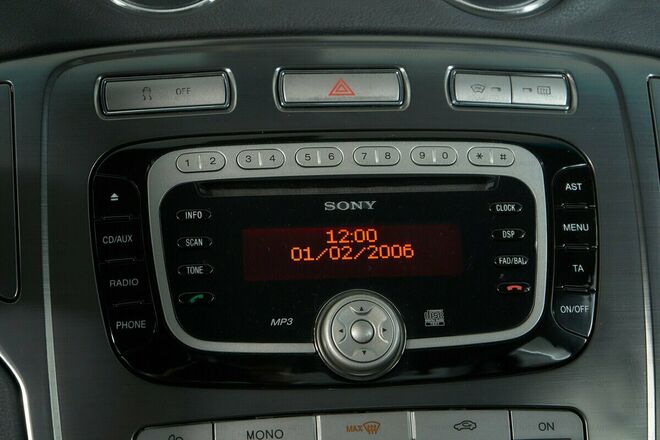 OFF
1 2 3 4 5 6 7 8 9 0 * #
SONY
INFO
CLOCK
AST
12:00
01/02/2006
CD/AUX
SCAN
DSP
MENU
RADIO
TONE
FAD/BAL
TA
PHONE
MP3
ON/OFF
MONO
MAX
ON